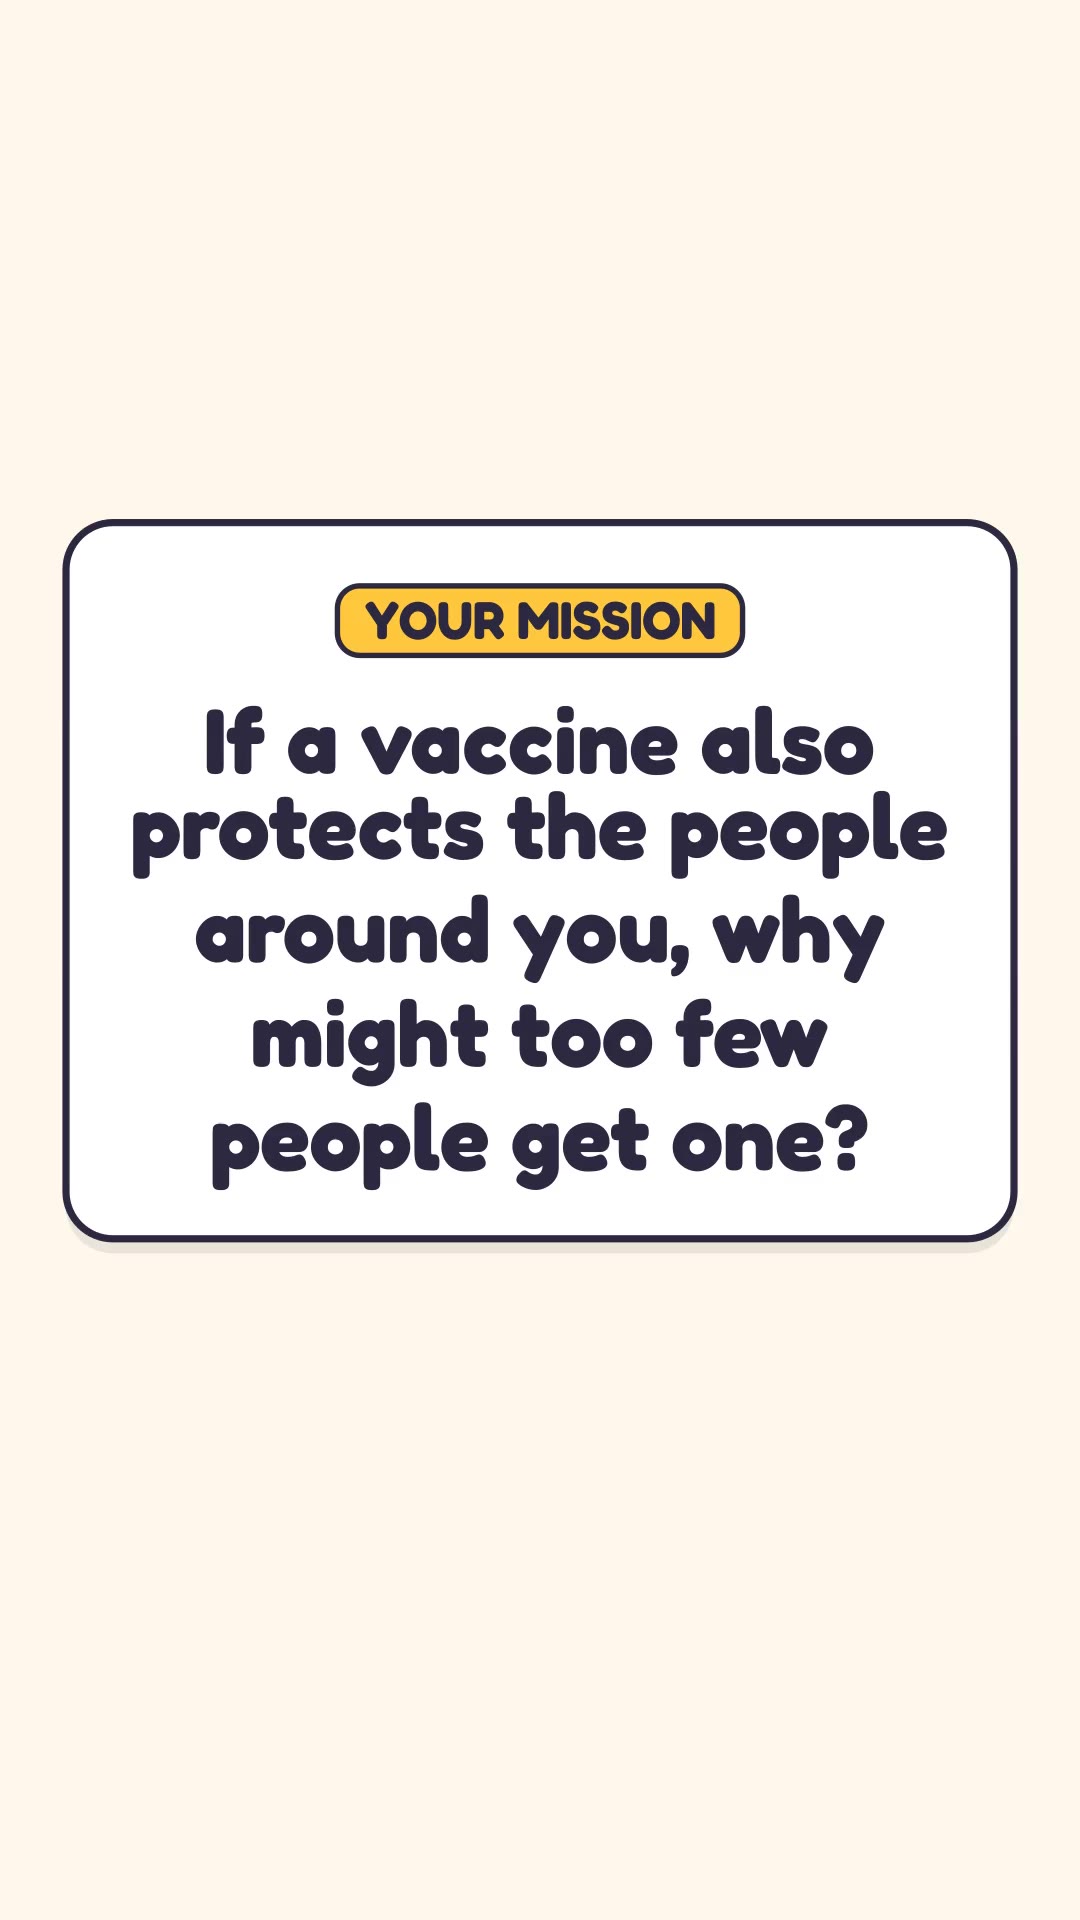 YOUR MISSION
If a vaccine also
protects the people
around you, why
might too few
people get one?